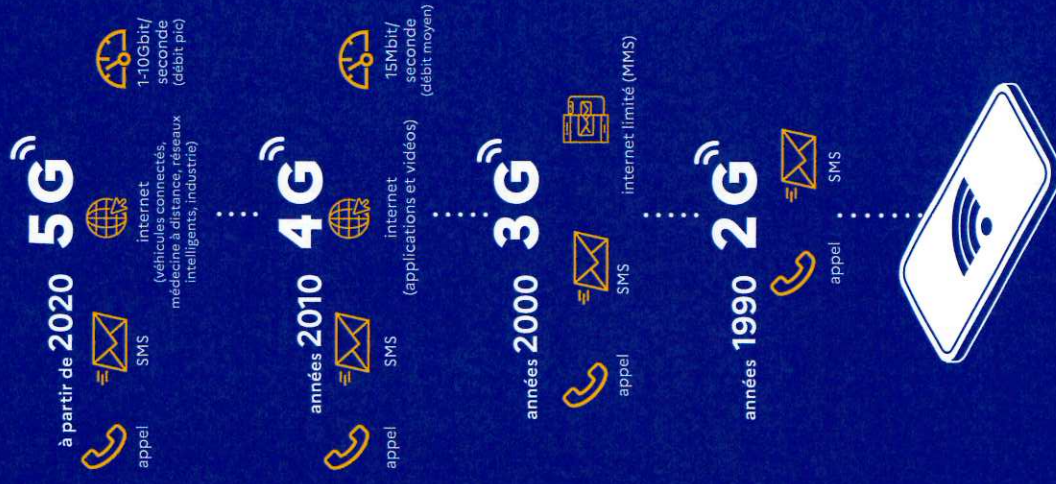 à partir de 2020 5G
appel
SMS
internet
(véhicules connectés,
médecine à distance, réseaux
intelligents, industrie)
1-10Gbit/
seconde
(débit pic)
années 2010 4G
appel
SMS
internet
(applications et vidéos)
15Mbit/
seconde
(débit moyen)
années 2000 3G
appel
SMS
internet limité (MMS)
années 1990 2G
appel
SMS